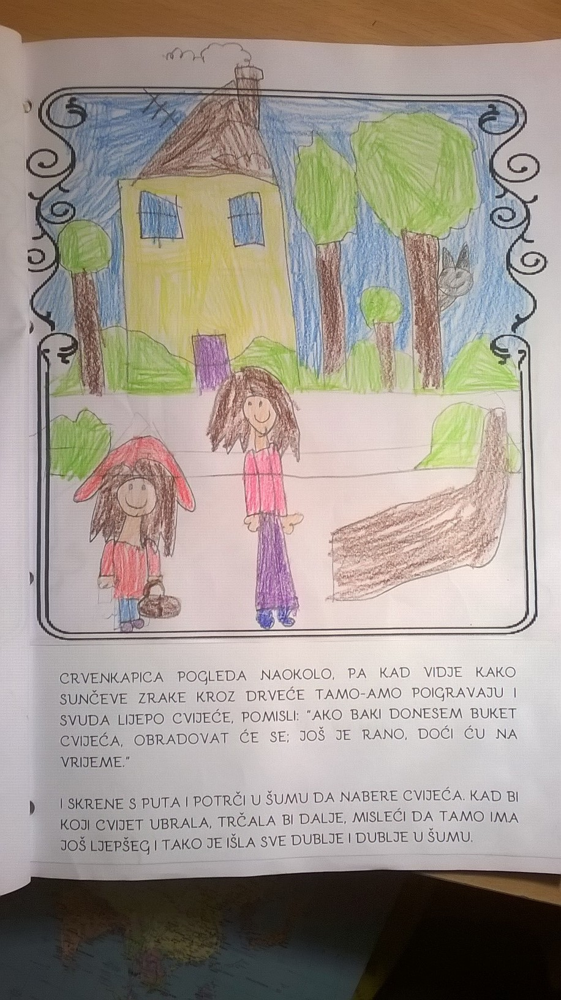 CRVENKAPICA POGLEDA NAOKOLO, PA KAD VIDJE KAKO
SUNČEVE ZRAKE KROZ DRVEĆE TAMO-AMO POIGRAVAJU I
SVUDA LIJEPO CVIJEĆE, POMISLI: "AKO BAKI DONESEM BUKET
CVIJEĆA, OBRADOVAT ĆE SE; JOŠ JE RANO, DOĆI ĆU NA
VRIJEME."
I SKRENE S PUTA I POTRČI U ŠUMU DA NABERE CVIJEĆA. KAD BI
KOJI CVIJET UBRALA, TRČALA BI DALJE, MISLEĆI DA TAMO IMA
JOŠ LJEPŠEG I TAKO JE IŠLA SVE DUBLJE I DUBLJE U ŠUMU.